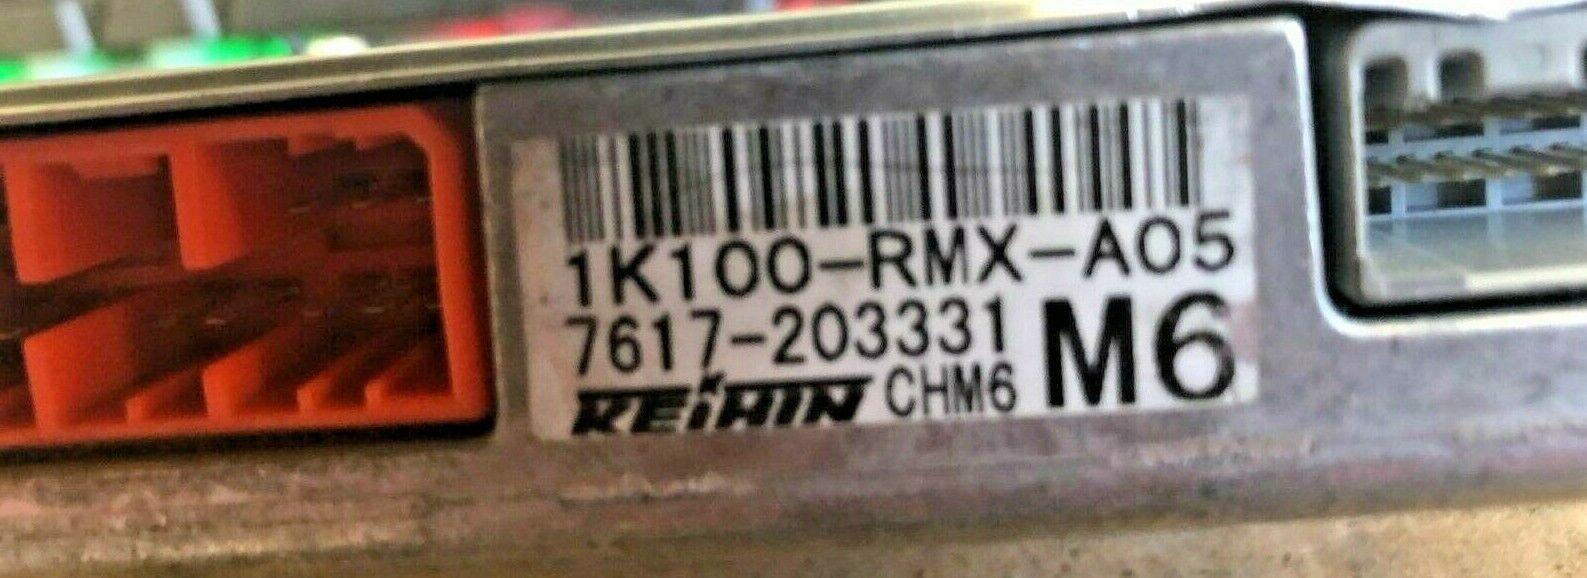 1K100-RMX-A05
7617-203331
KEIHIN CHM6 M6